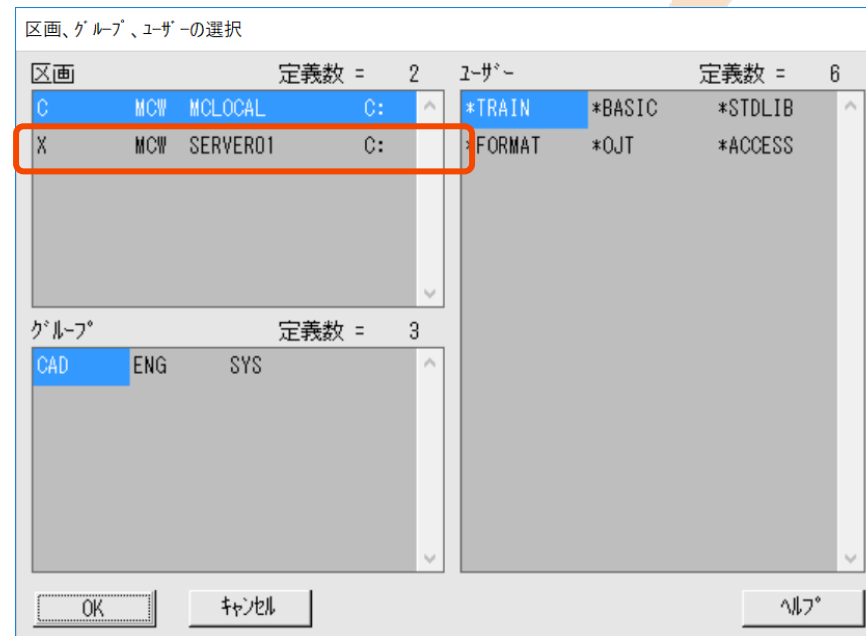 区画、ｸﾞﾙｰﾌﾟ、ﾕｰｻﾞｰの選択
区画 定義数 = 2
C MCW MCLOCAL C:
X MCW SERVER01 C:
ｸﾞﾙｰﾌﾟ 定義数 = 3
CAD ENG SYS
ﾕｰｻﾞｰ 定義数 = 6
*TRAIN *BASIC *STDLIB
*FORMAT *OJT *ACCESS
OK ｷｬﾝｾﾙ ﾍﾙﾌﾟ